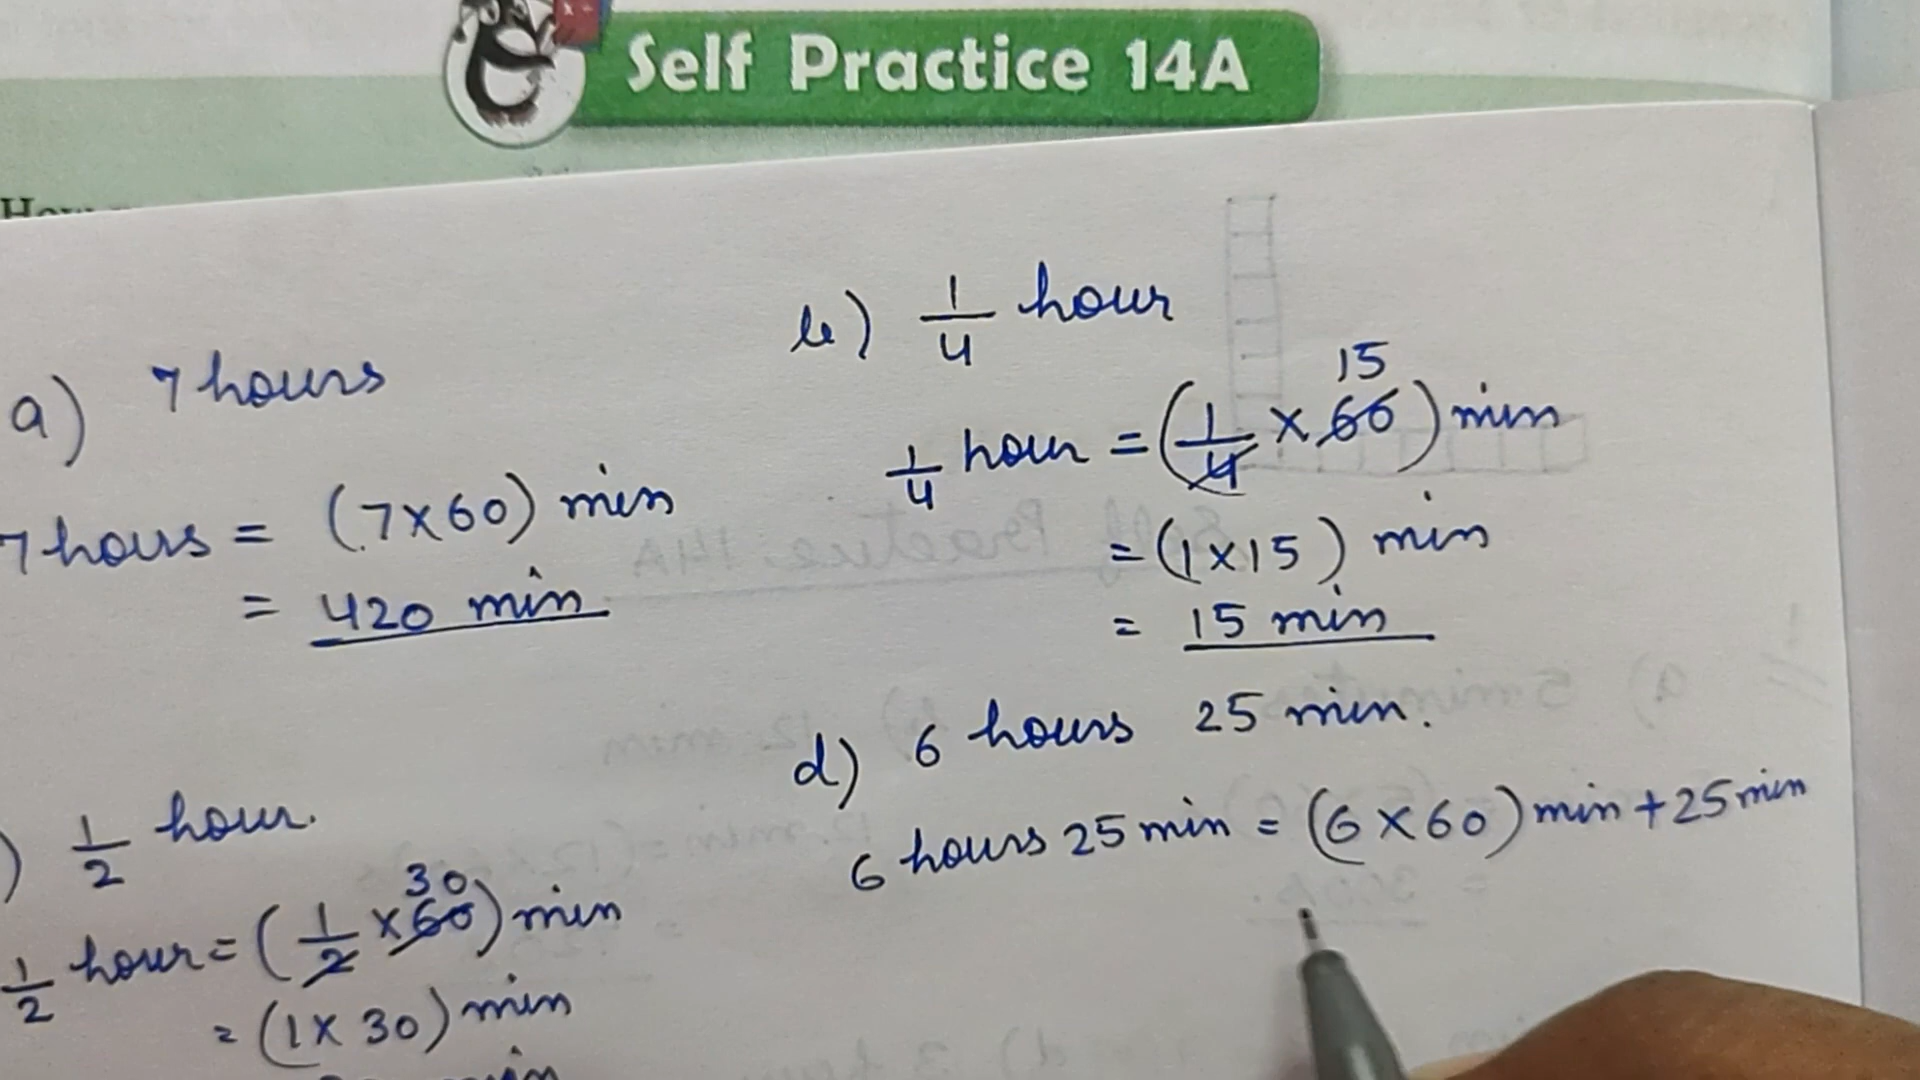 Self Practice 14A
a) 7 hours
7 hours = (7×60) min
= 420 min
b) 1/4 hour
15
1/4 hour = (1/4 × 60) min
= (1×15) min
= 15 min
) 1/2 hour.
30
1/2 hour = (1/2 × 60) min
= (1× 30) min
min
d) 6 hours 25 min.
6 hours 25 min = (6×60) min + 25 min